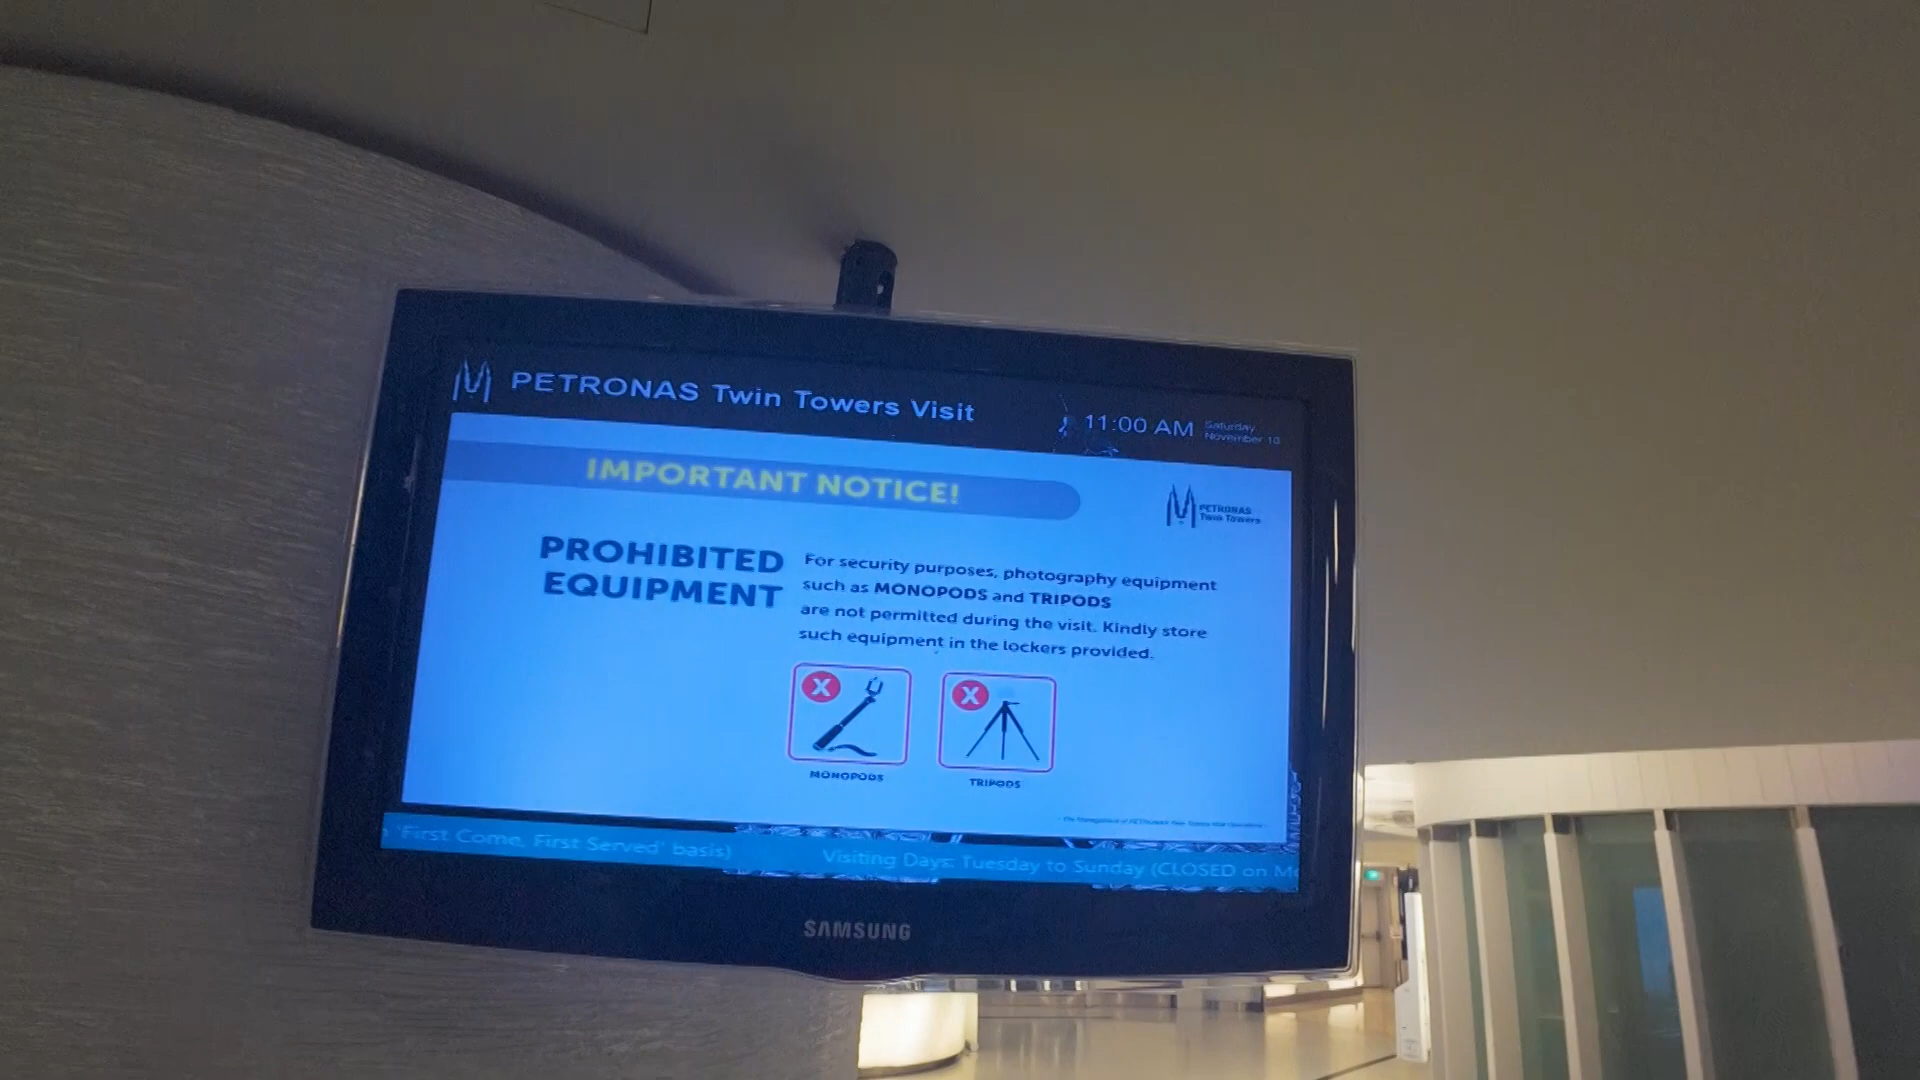 PETRONAS Twin Towers Visit
11:00 AM
Saturday
November 10
IMPORTANT NOTICE!
PETRONAS
Twin Towers
PROHIBITED
EQUIPMENT
For security purposes, photography equipment
such as MONOPODS and TRIPODS
are not permitted during the visit. Kindly store
such equipment in the lockers provided.
X
X
MONOPODS
TRIPODS
'First Come, First Served' basis)
Visiting Days: Tuesday to Sunday (CLOSED on
SAMSUNG